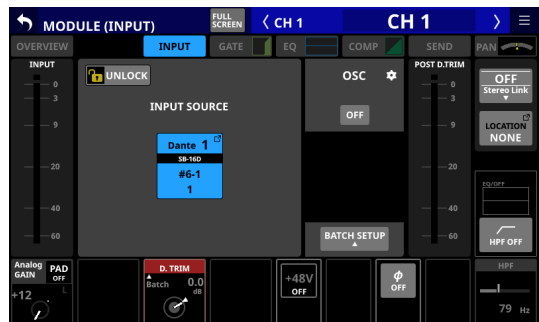 MODULE (INPUT)
FULL
SCREEN
CH 1
CH 1
OVERVIEW
INPUT
GATE
EQ
COMP
SEND
PAN
INPUT
0
3
9
20
40
60
UNLOCK
INPUT SOURCE
Dante 1
SB-16D
#6-1
1
OSC
OFF
BATCH SETUP
POST D.TRIM
0
3
9
20
40
60
OFF
Stereo Link
LOCATION
NONE
EQ/OFF
HPF OFF
Analog
GAIN
PAD
OFF
+12
L
D. TRIM
Batch
0.0
dB
+48V
OFF
φ
OFF
HPF
79 Hz